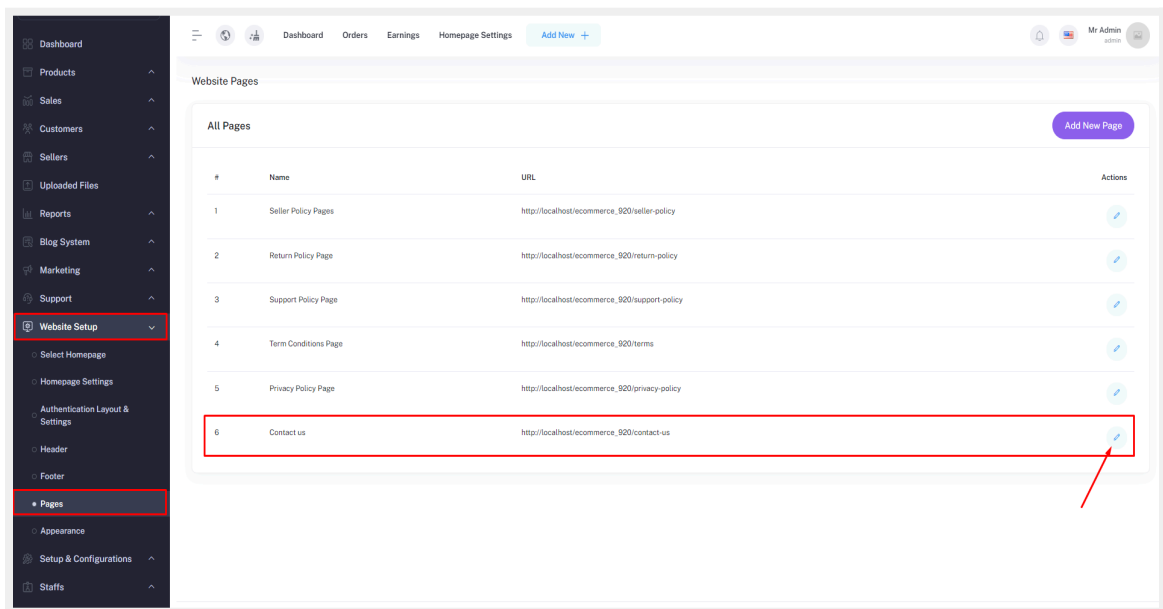 Dashboard
Products
Sales
Customers
Sellers
Uploaded Files
Reports
Blog System
Marketing
Support
Website Setup
Select Homepage
Homepage Settings
Authentication Layout &
Settings
Header
Footer
Pages
Appearance
Setup & Configurations
Staffs
Dashboard Orders Earnings Homepage Settings Add New +
Mr Admin
admin
Website Pages
All Pages Add New Page
# Name URL Actions
1 Seller Policy Pages http://localhost/ecommerce_920/seller-policy
2 Return Policy Page http://localhost/ecommerce_920/return-policy
3 Support Policy Page http://localhost/ecommerce_920/support-policy
4 Term Conditions Page http://localhost/ecommerce_920/terms
5 Privacy Policy Page http://localhost/ecommerce_920/privacy-policy
6 Contact us http://localhost/ecommerce_920/contact-us